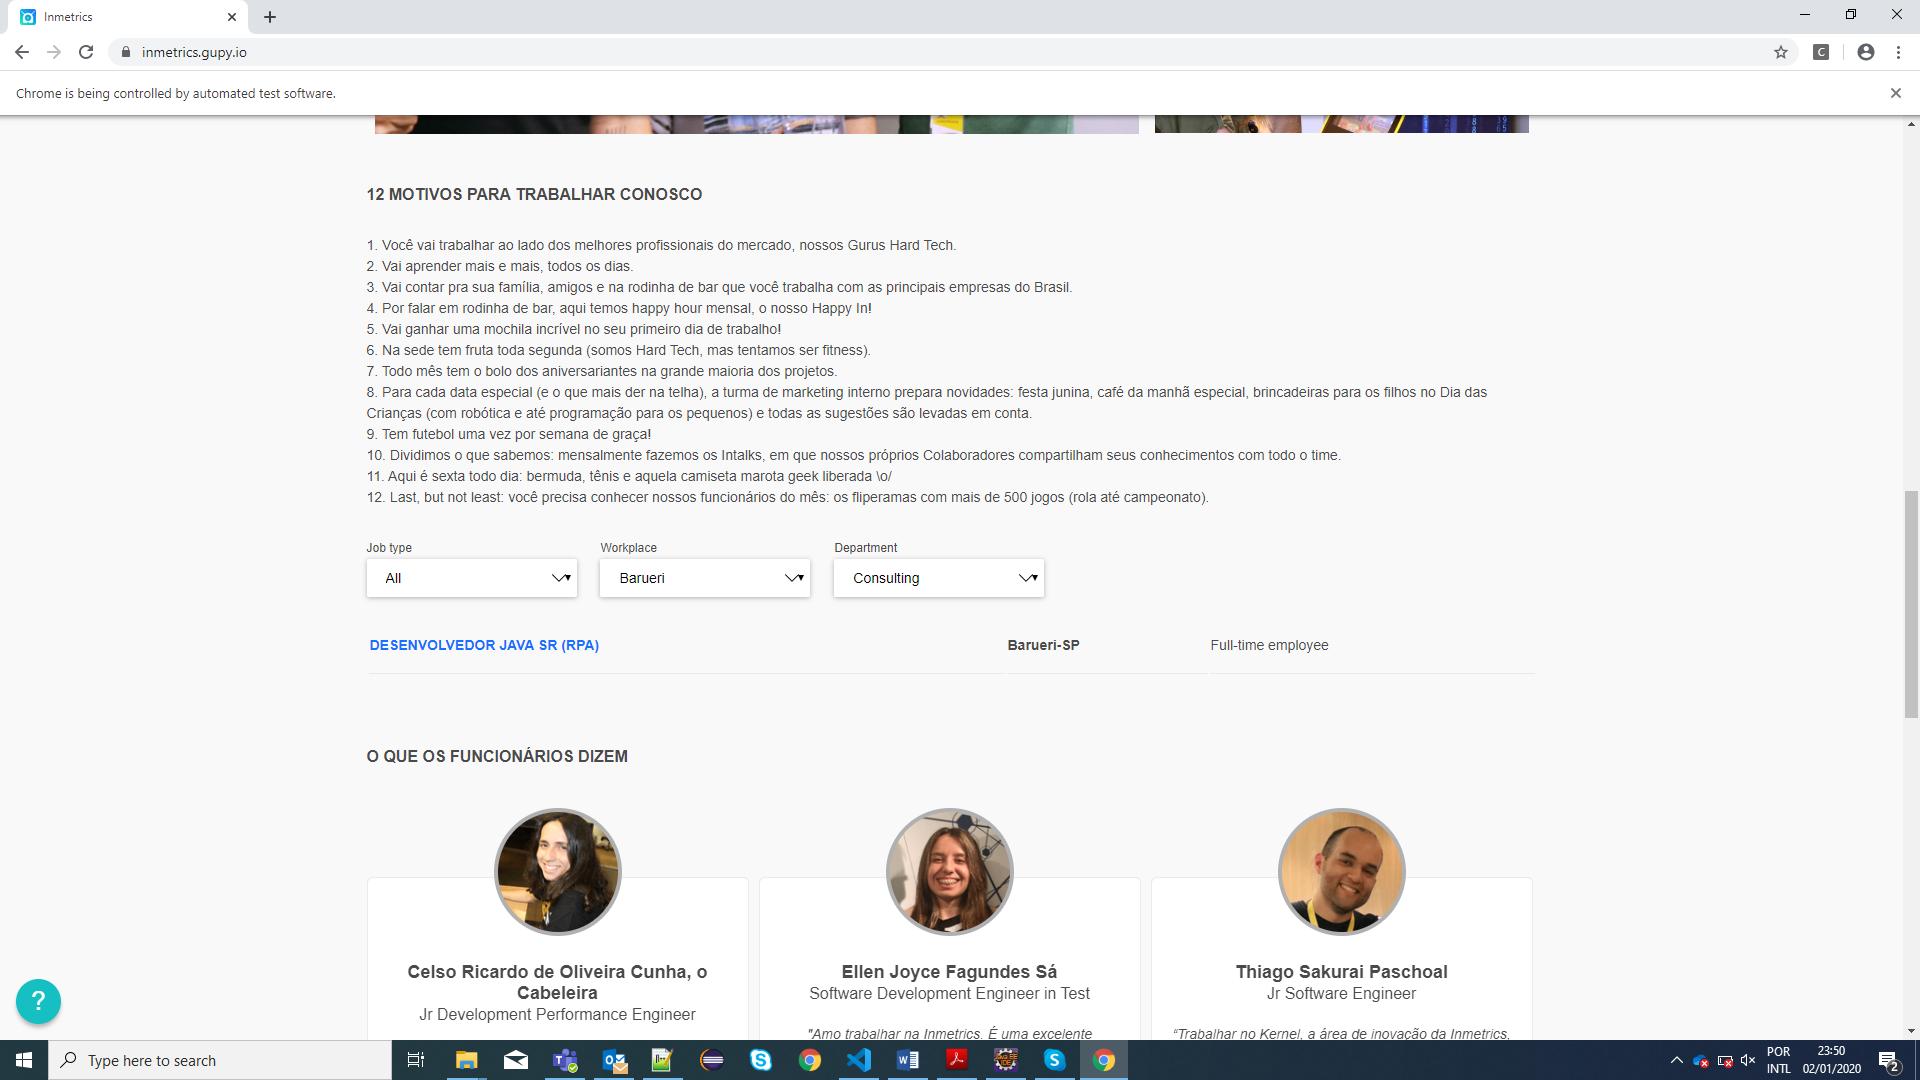 Inmetrics
inmetrics.gupy.io
C
Chrome is being controlled by automated test software.
12 MOTIVOS PARA TRABALHAR CONOSCO
1. Você vai trabalhar ao lado dos melhores profissionais do mercado, nossos Gurus Hard Tech.
2. Vai aprender mais e mais, todos os dias.
3. Vai contar pra sua família, amigos e na rodinha de bar que você trabalha com as principais empresas do Brasil.
4. Por falar em rodinha de bar, aqui temos happy hour mensal, o nosso Happy In!
5. Vai ganhar uma mochila incrível no seu primeiro dia de trabalho!
6. Na sede tem fruta toda segunda (somos Hard Tech, mas tentamos ser fitness).
7. Todo mês tem o bolo dos aniversariantes na grande maioria dos projetos.
8. Para cada data especial (e o que mais der na telha), a turma de marketing interno prepara novidades: festa junina, café da manhã especial, brincadeiras para os filhos no Dia das
Crianças (com robótica e até programação para os pequenos) e todas as sugestões são levadas em conta.
9. Tem futebol uma vez por semana de graça!
10. Dividimos o que sabemos: mensalmente fazemos os Intalks, em que nossos próprios Colaboradores compartilham seus conhecimentos com todo o time.
11. Aqui é sexta todo dia: bermuda, tênis e aquela camiseta marota geek liberada \o/
12. Last, but not least: você precisa conhecer nossos funcionários do mês: os fliperamas com mais de 500 jogos (rola até campeonato).
Job type Workplace Department
All Barueri Consulting
DESENVOLVEDOR JAVA SR (RPA) Barueri-SP Full-time employee
O QUE OS FUNCIONÁRIOS DIZEM
Celso Ricardo de Oliveira Cunha, o
Cabeleira
Jr Development Performance Engineer
Ellen Joyce Fagundes Sá
Software Development Engineer in Test
"Amo trabalhar na Inmetrics. É uma excelente
Thiago Sakurai Paschoal
Jr Software Engineer
“Trabalhar no Kernel, a área de inovação da Inmetrics,
?
Type here to search
POR
INTL
23:50
02/01/2020
2